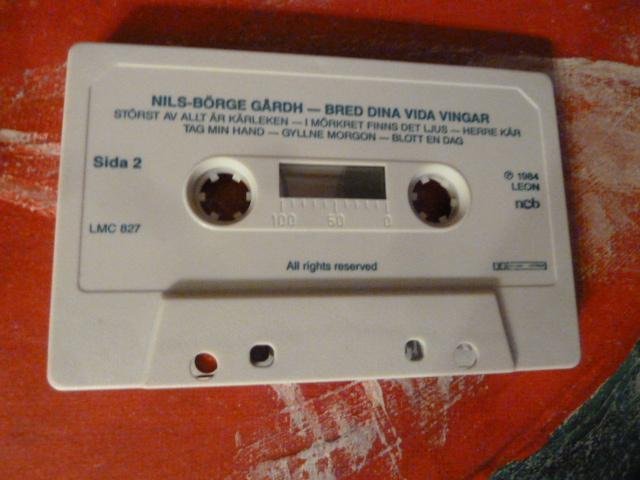 NILS-BÖRGE GÅRDH — BRED DINA VIDA VINGAR
STÖRST AV ALLT ÄR KÄRLEKEN — I MÖRKRET FINNS DET LJUS — HERRE KÄR
TAG MIN HAND — GYLLNE MORGON — BLOTT EN DAG
Sida 2
℗ 1984
LEON
ncb
100 50 0
LMC 827
All rights reserved